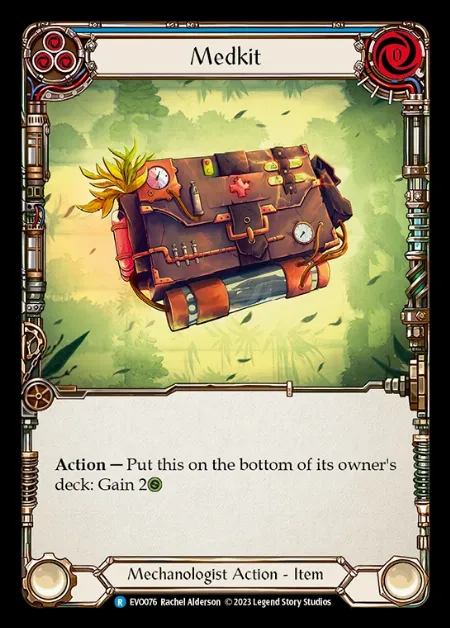 Medkit
0
Action — Put this on the bottom of its owner's
deck: Gain 2
Mechanologist Action - Item
R EVO076 Rachel Alderson © 2023 Legend Story Studios